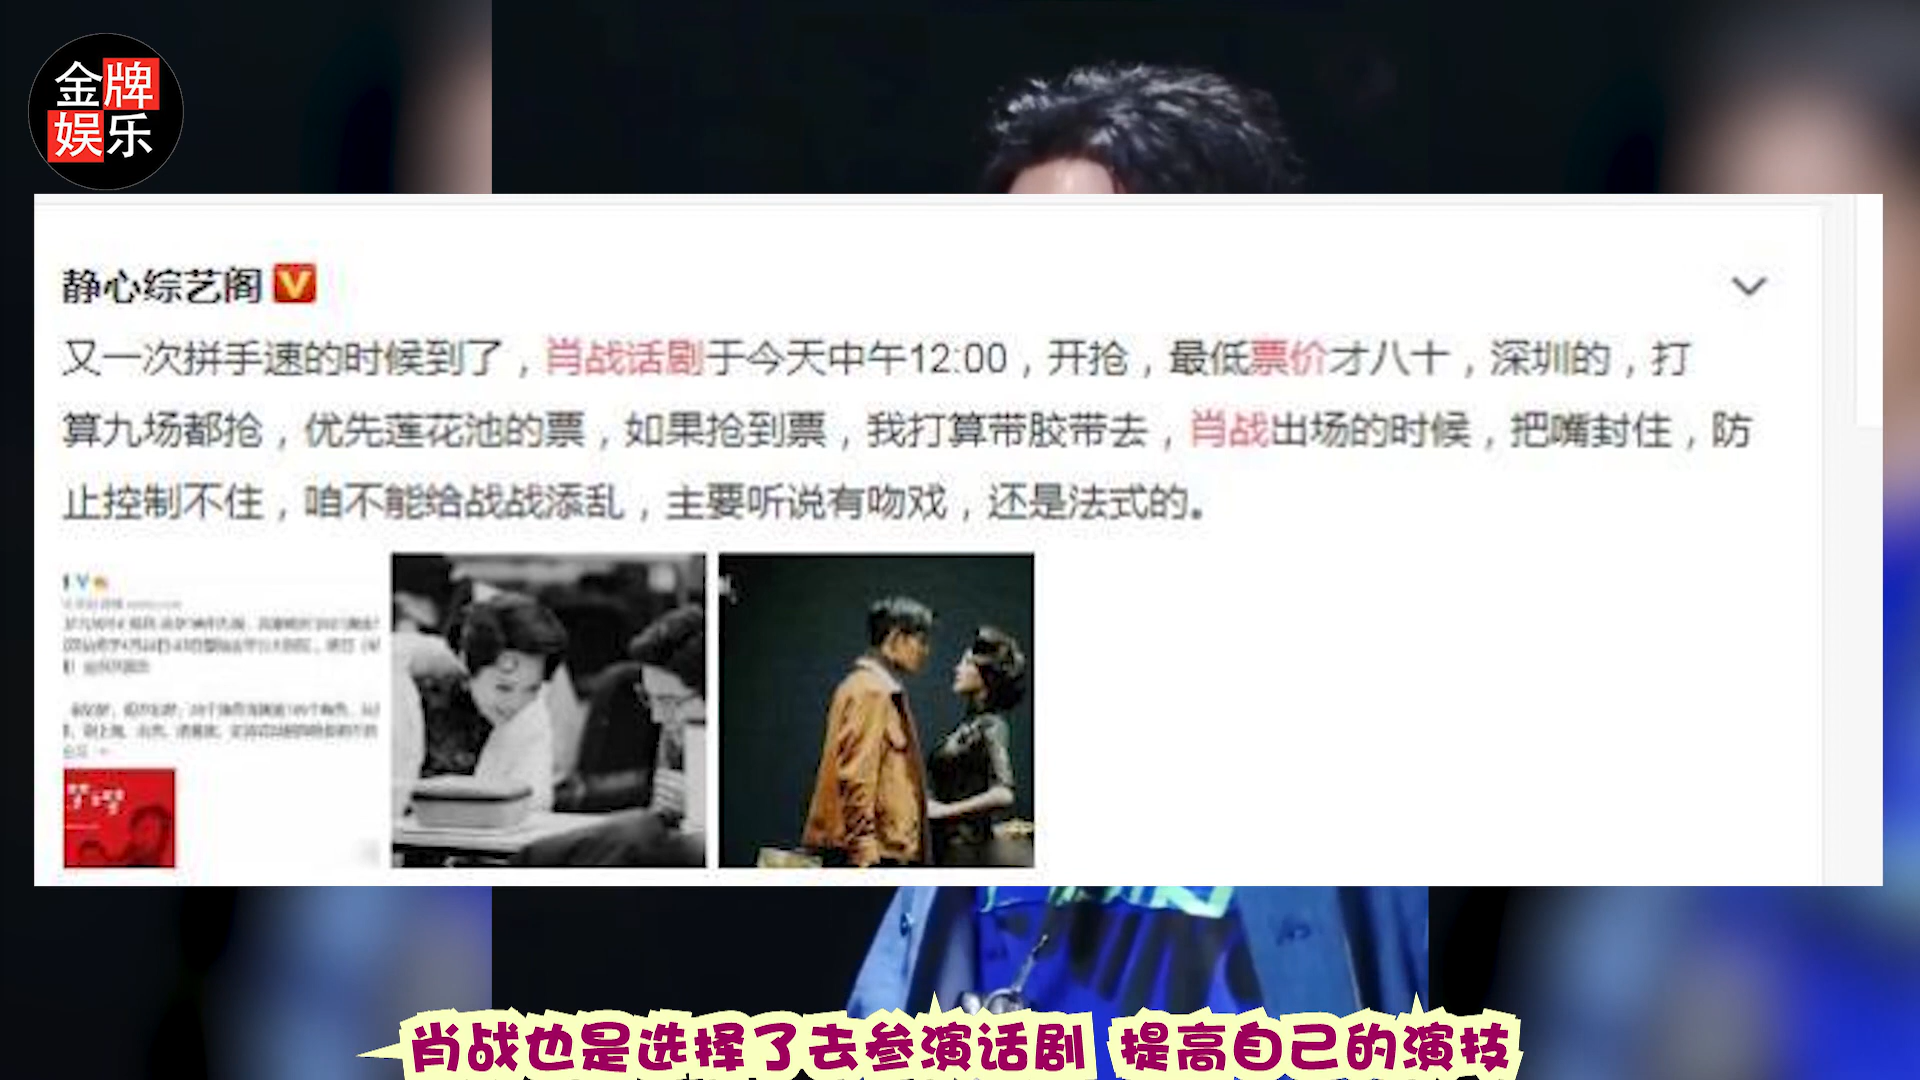 金牌
娱乐
静心综艺阁
又一次拼手速的时候到了，肖战话剧于今天中午12:00，开抢，最低票价才八十，深圳的，打
算九场都抢，优先莲花池的票，如果抢到票，我打算带胶带去，肖战出场的时候，把嘴封住，防
止控制不住，咱不能给战战添乱，主要听说有吻戏，还是法式的。
肖战也是选择了去参演话剧 提高自己的演技